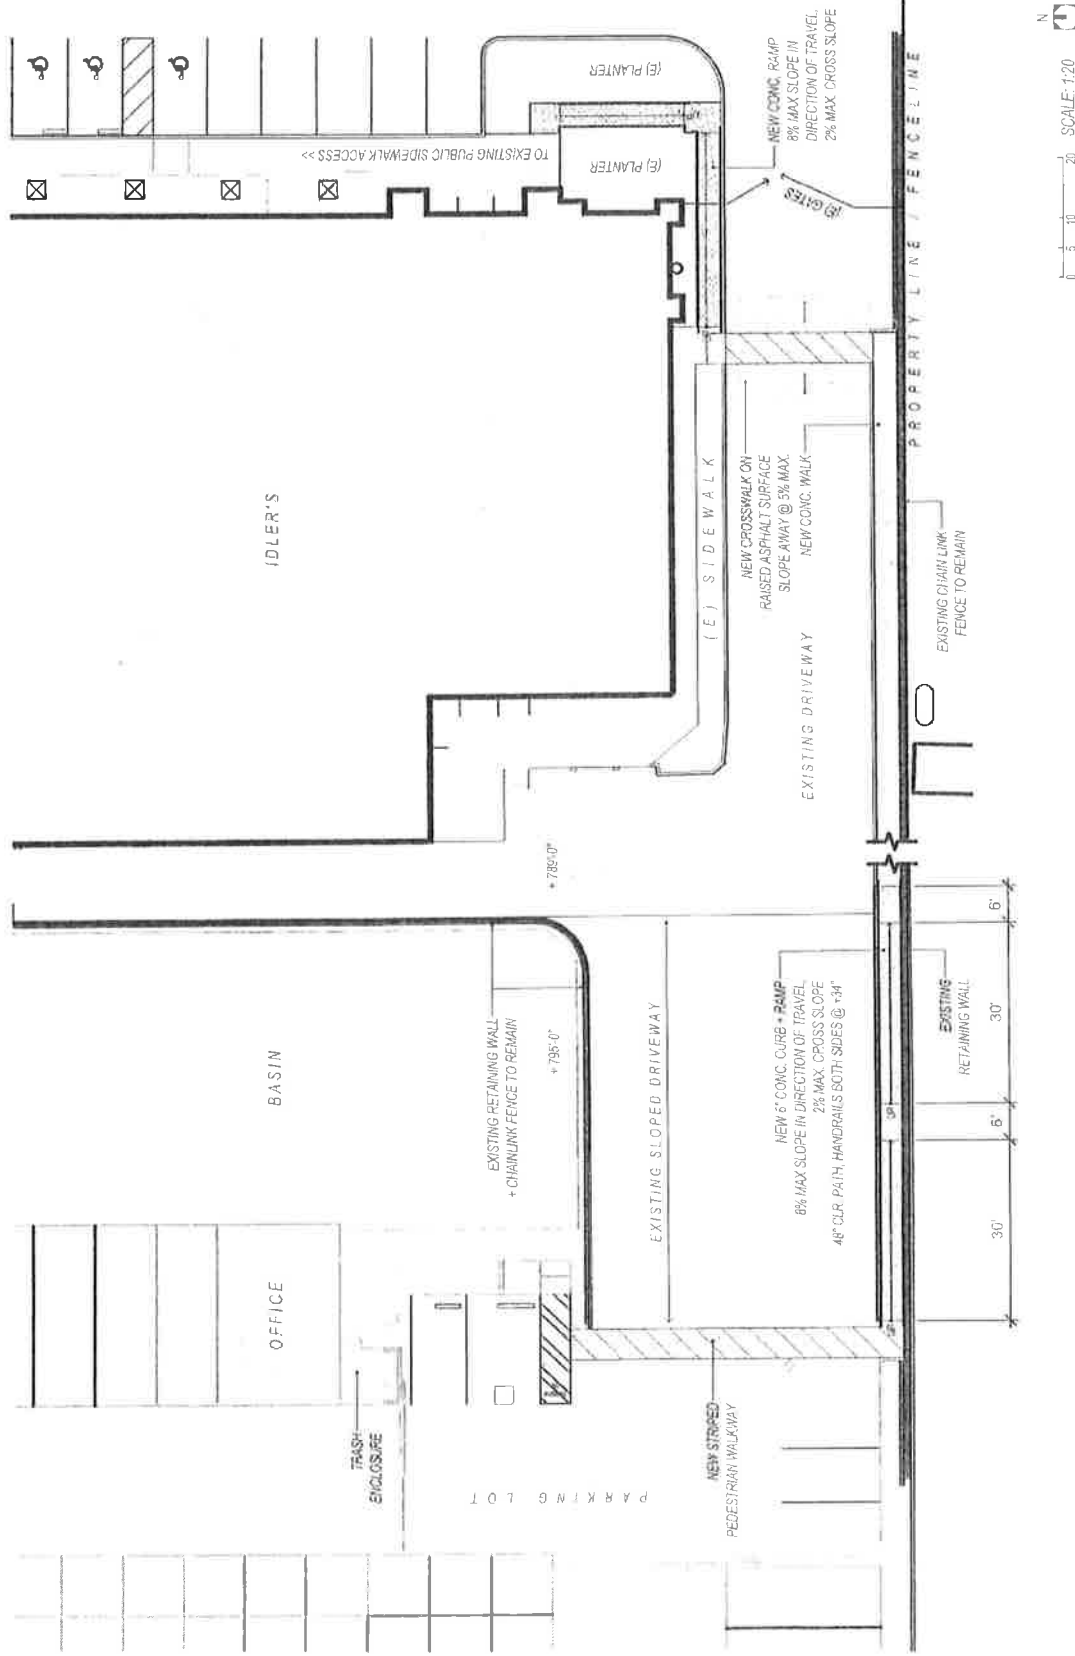 (E) PLANTER
(E) PLANTER
TO EXISTING PUBLIC SIDEWALK ACCESS >>
NEW CONC. RAMP
8% MAX SLOPE IN
DIRECTION OF TRAVEL,
2% MAX. CROSS SLOPE
(E) GATES
PROPERTY LINE / FENCELINE
N
SCALE: 1:20
0 5 10 20
IDLER'S
(E) SIDEWALK
NEW CROSSWALK ON
RAISED ASPHALT SURFACE
SLOPE AWAY @ 5% MAX.
NEW CONC. WALK
EXISTING DRIVEWAY
EXISTING CHAIN LINK
FENCE TO REMAIN
+ 789'-0"
BASIN
EXISTING RETAINING WALL
+ CHAINLINK FENCE TO REMAIN
+ 795'-0"
EXISTING SLOPED DRIVEWAY
NEW 6" CONC. CURB + RAMP
8% MAX SLOPE IN DIRECTION OF TRAVEL,
2% MAX. CROSS SLOPE
48" CLR. PATH, HANDRAILS BOTH SIDES @ +34"
EXISTING
RETAINING WALL
UP
UP
6'
30'
6'
30'
OFFICE
TRASH
ENCLOSURE
PARKING LOT
NEW STRIPED
PEDESTRIAN WALKWAY